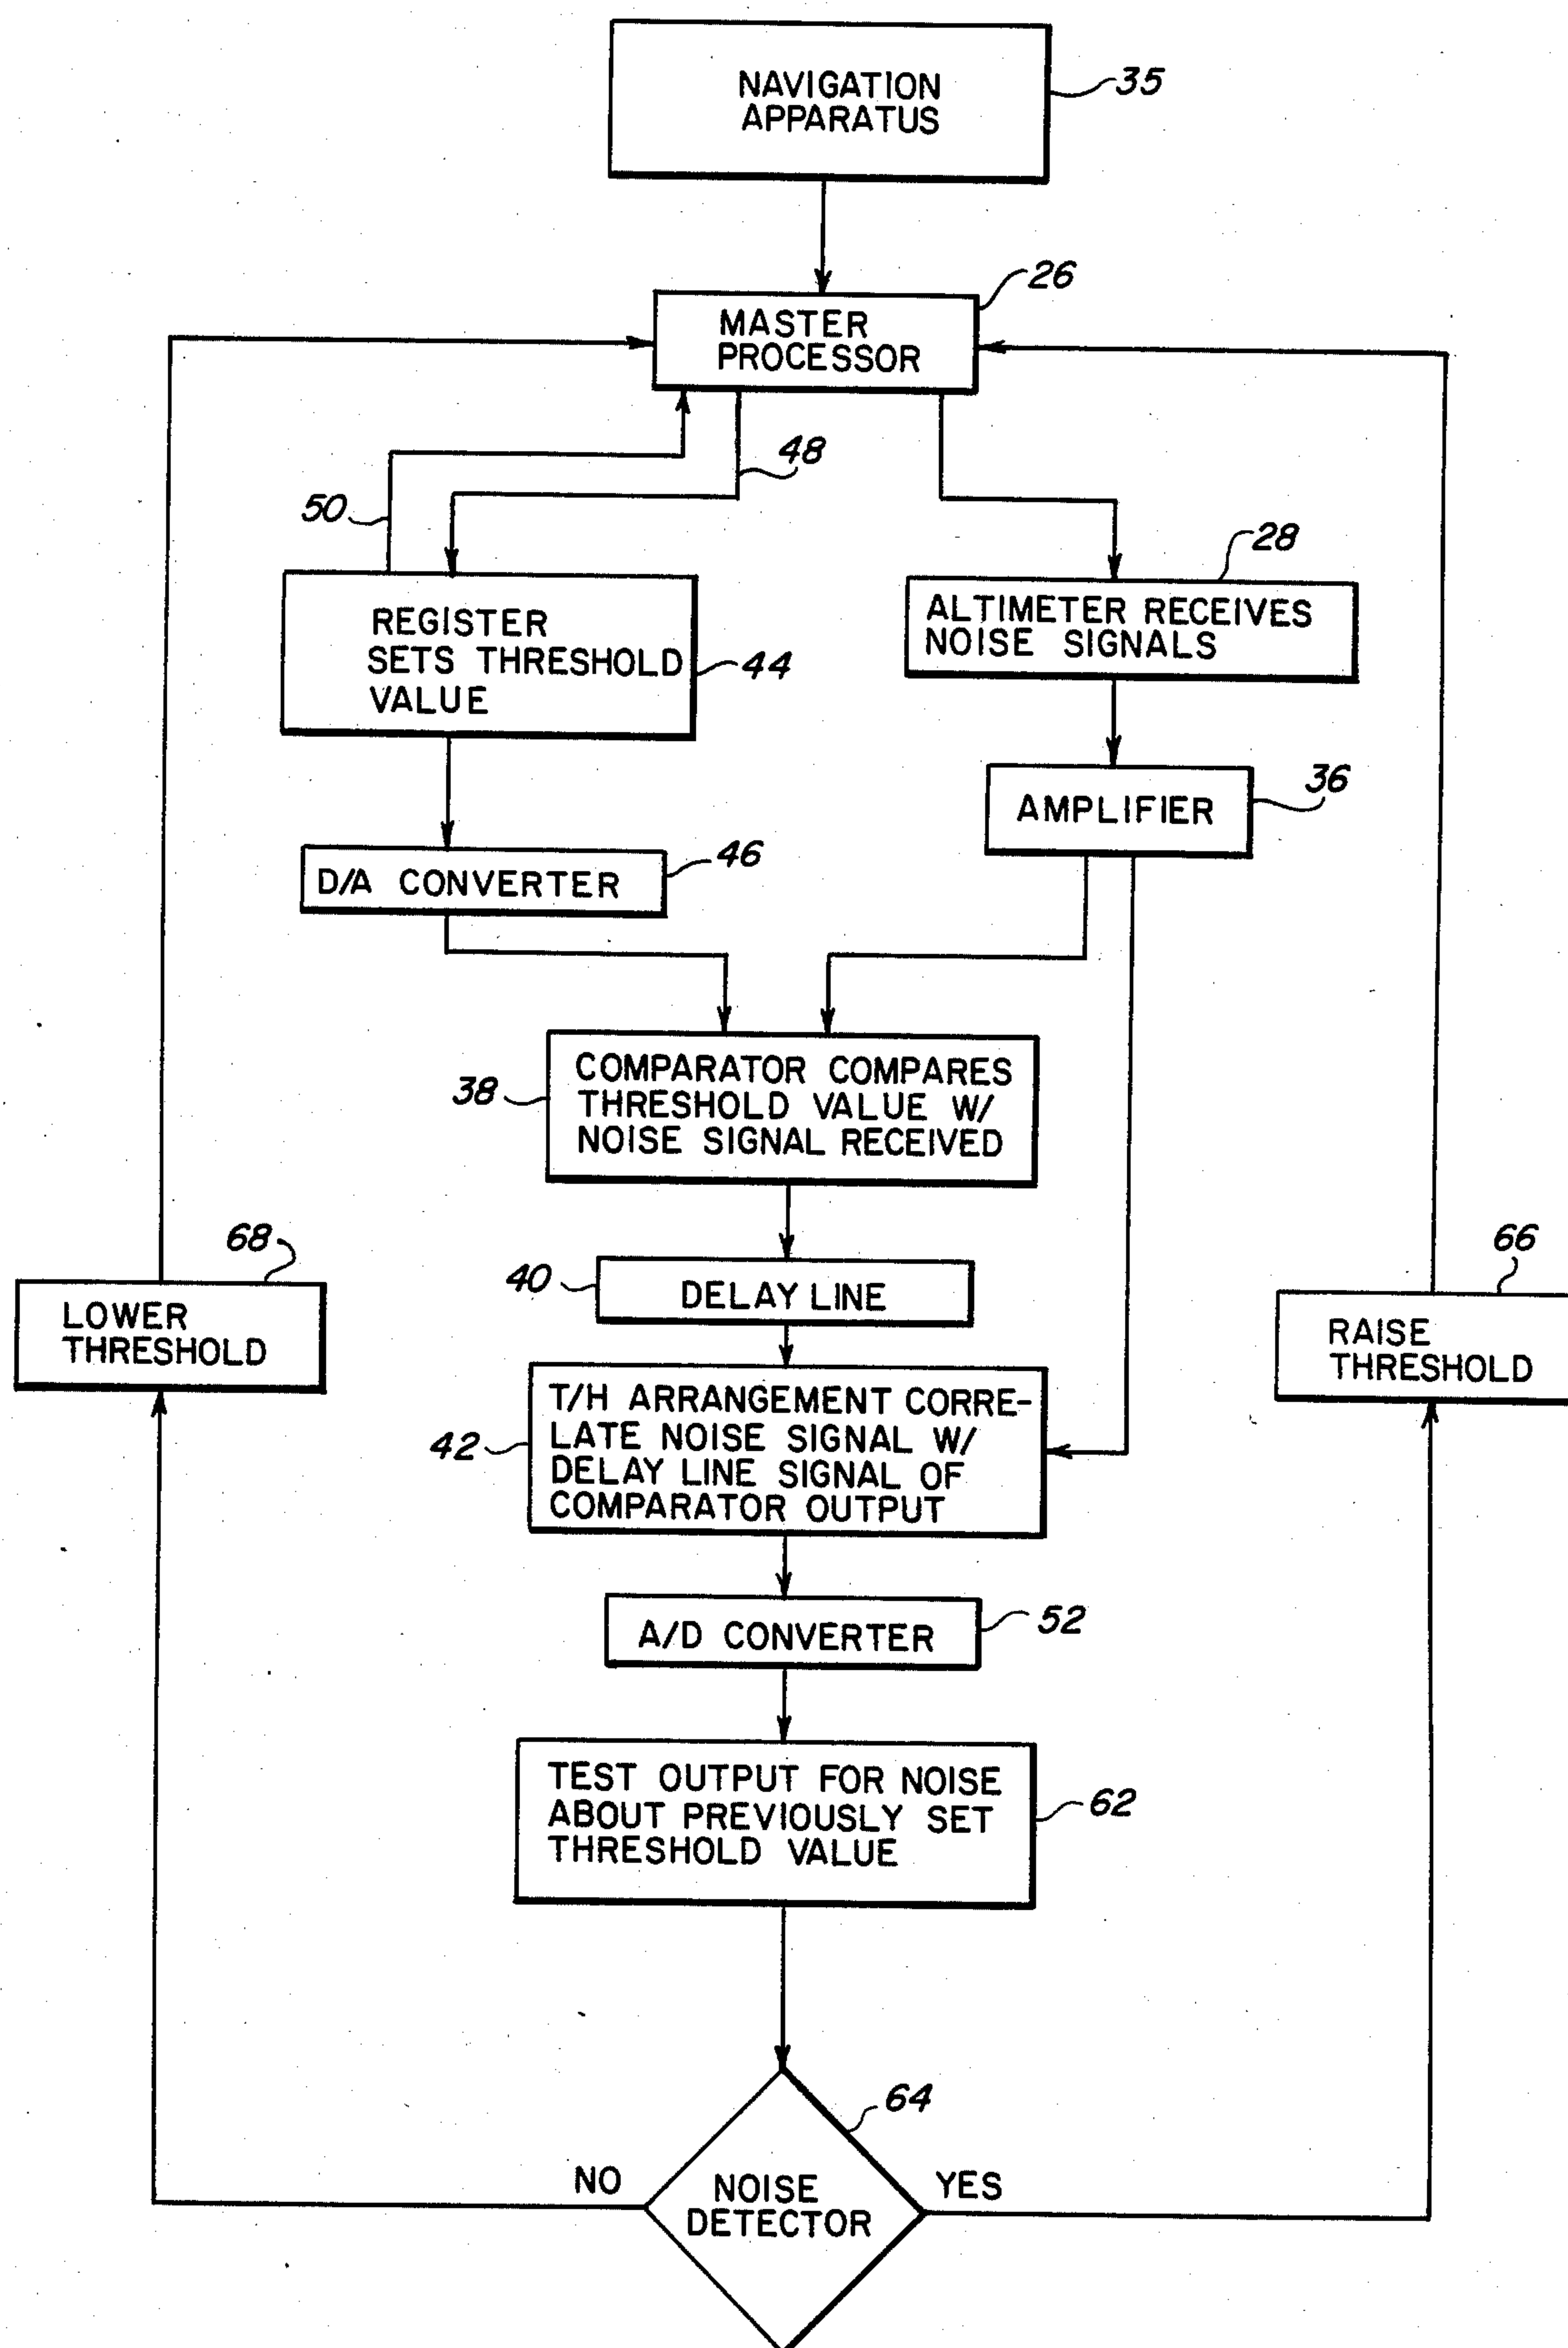 NAVIGATION
APPARATUS
35
26
MASTER
PROCESSOR
48
50
28
REGISTER
SETS THRESHOLD
VALUE
44
ALTIMETER RECEIVES
NOISE SIGNALS
36
AMPLIFIER
46
D/A CONVERTER
38
COMPARATOR COMPARES
THRESHOLD VALUE W/
NOISE SIGNAL RECEIVED
68
66
40
DELAY LINE
LOWER
THRESHOLD
RAISE
THRESHOLD
42
T/H ARRANGEMENT CORRE-
LATE NOISE SIGNAL W/
DELAY LINE SIGNAL OF
COMPARATOR OUTPUT
A/D CONVERTER
52
TEST OUTPUT FOR NOISE
ABOUT PREVIOUSLY SET
THRESHOLD VALUE
62
64
NO
YES
NOISE
DETECTOR